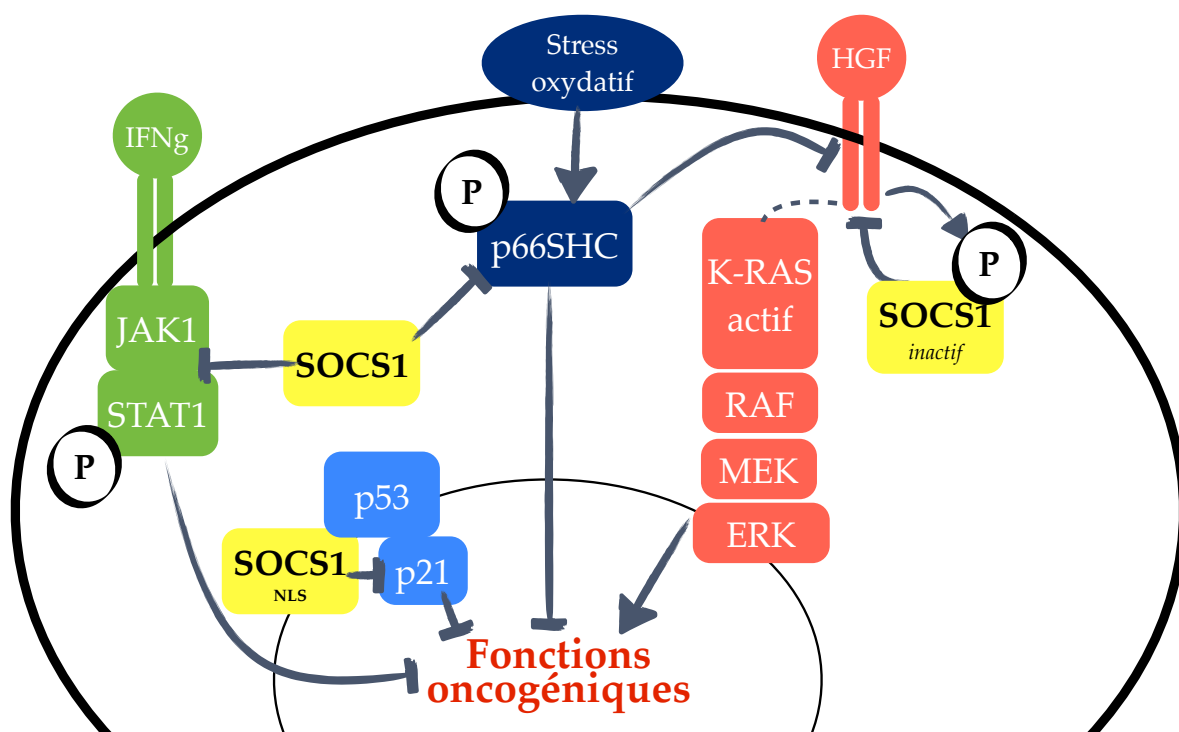 Stress
oxydatif
HGF
IFNg
P
p66SHC
P
K-RAS
actif
SOCS1
inactif
JAK1
SOCS1
STAT1
P
RAF
MEK
ERK
p53
SOCS1
NLS
p21
Fonctions
oncogéniques